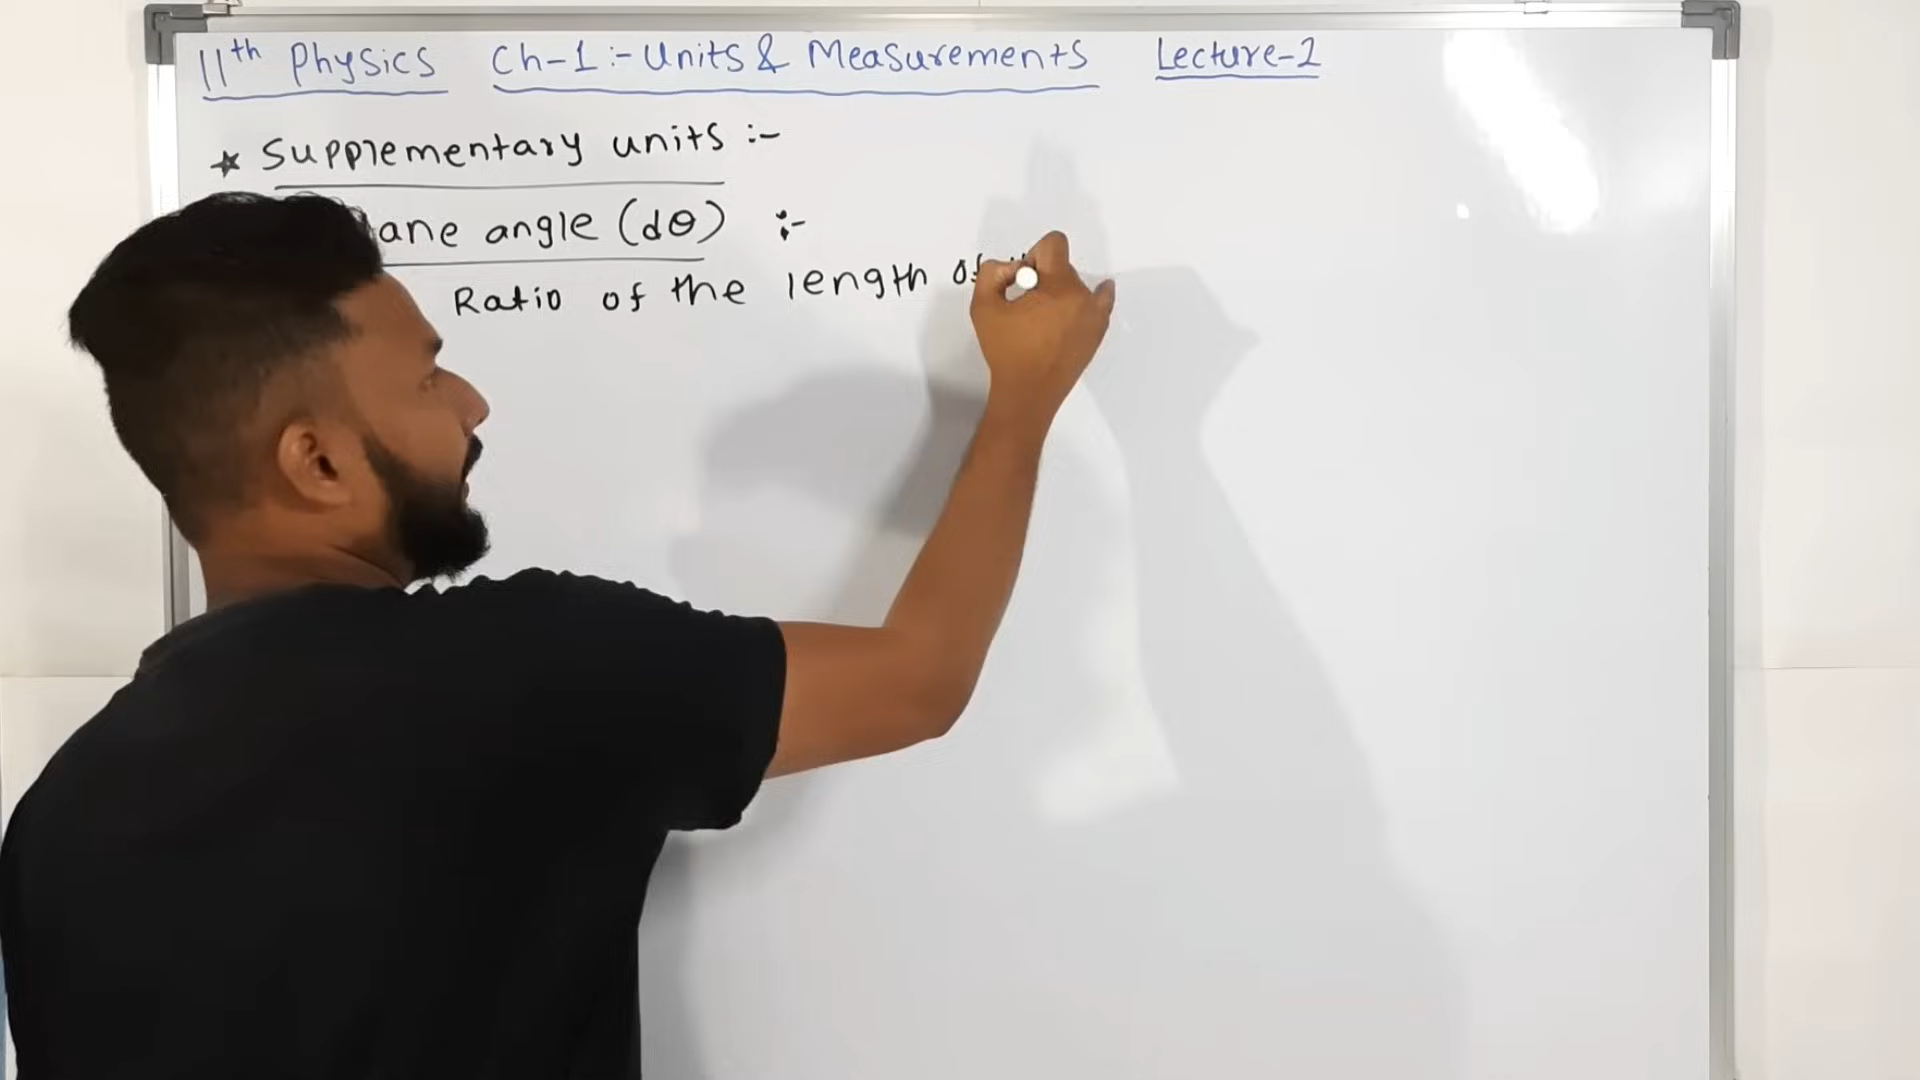 11th Physics Ch-1:- Units & Measurements Lecture-2
★ Supplementary units :-
ane angle (dθ) :-
Ratio of the length of